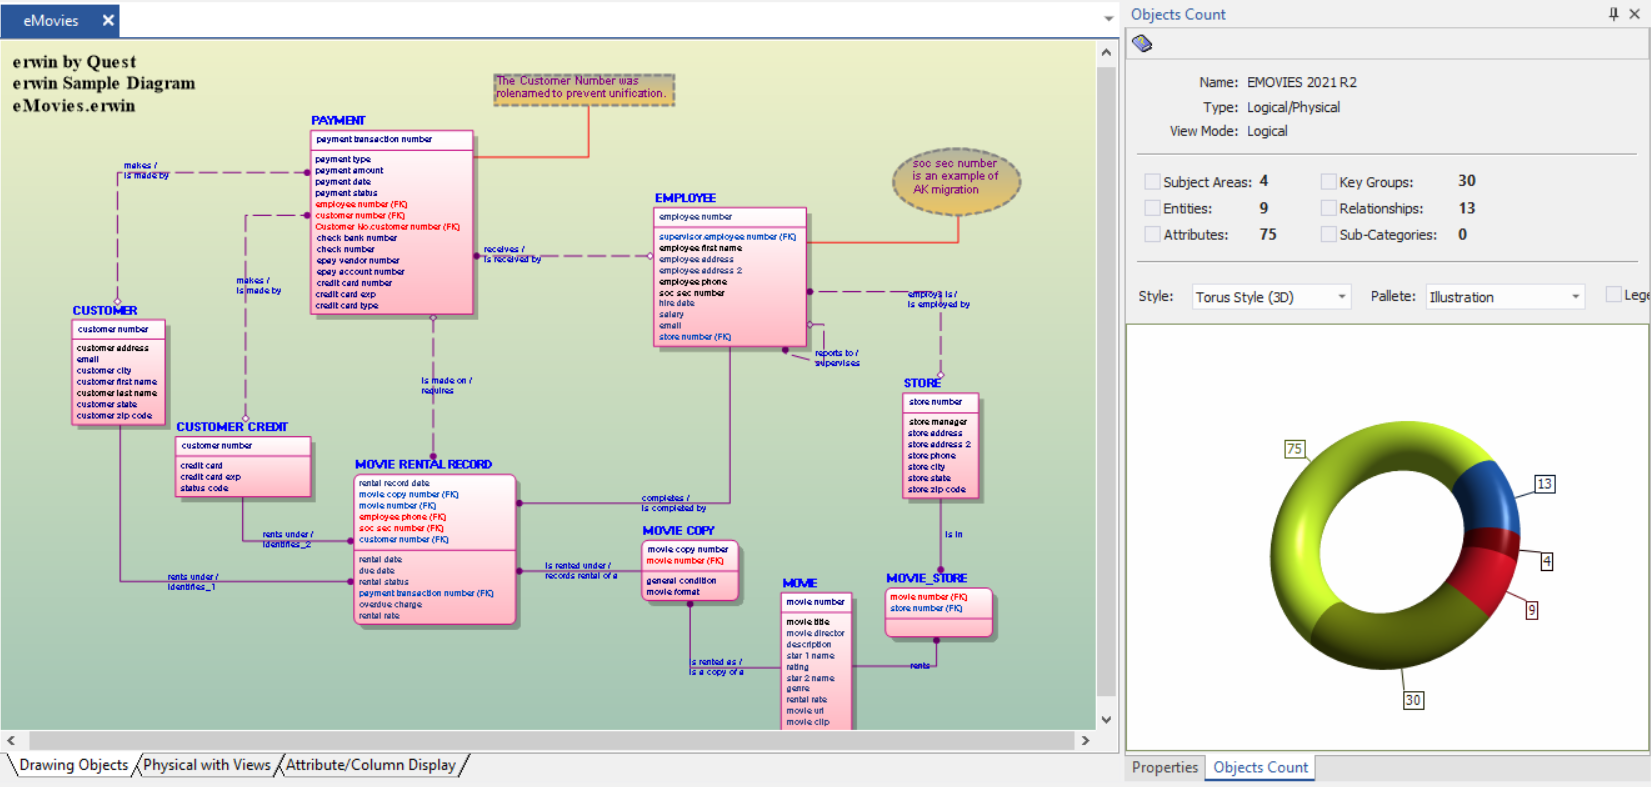 eMovies
erwin by Quest
erwin Sample Diagram
eMovies.erwin
The Customer Number was
rolenamed to prevent unification.
PAYMENT
payment transaction number
payment type
payment amount
payment date
payment status
employee number (FK)
customer number (FK)
Customer No.customer number (FK)
check bank number
check number
epay vendor number
epay account number
credit card number
credit card exp
credit card type
makes /
is made by
makes /
is made by
receives /
is received by
soc sec number
is an example of
AK migration
EMPLOYEE
employee number
supervisor.employee number (FK)
employee first name
employee address
employee address 2
employee phone
soc sec number
hire date
salary
email
store number (FK)
employs is /
is employed by
reports to /
supervises
CUSTOMER
customer number
customer address
email
customer city
customer first name
customer last name
customer state
customer zip code
is made on /
requires
STORE
store number
store manager
store address
store address 2
store phone
store city
store state
store zip code
CUSTOMER CREDIT
customer number
credit card
credit card exp
status code
MOVIE RENTAL RECORD
rental record date
movie copy number (FK)
movie number (FK)
employee phone (FK)
soc sec number (FK)
customer number (FK)
rental date
due date
rental status
payment transaction number (FK)
overdue charge
rental rate
rents under /
identifies_2
rents under /
identifies_1
completes /
is completed by
MOVIE COPY
movie copy number
movie number (FK)
general condition
movie format
is rented under /
records rental of a
is in
MOVIE
movie number
movie title
movie director
description
star 1 name
rating
star 2 name
genre
rental rate
movie url
movie clip
MOVIE_STORE
movie number (FK)
store number (FK)
is rented as /
is a copy of a
rents
Drawing Objects
Physical with Views
Attribute/Column Display
Objects Count
Name: EMOVIES 2021 R2
Type: Logical/Physical
View Mode: Logical
Subject Areas: 4 Key Groups: 30
Entities: 9 Relationships: 13
Attributes: 75 Sub-Categories: 0
Style: Torus Style (3D) Pallete: Illustration Lege
75
13
4
9
30
Properties
Objects Count